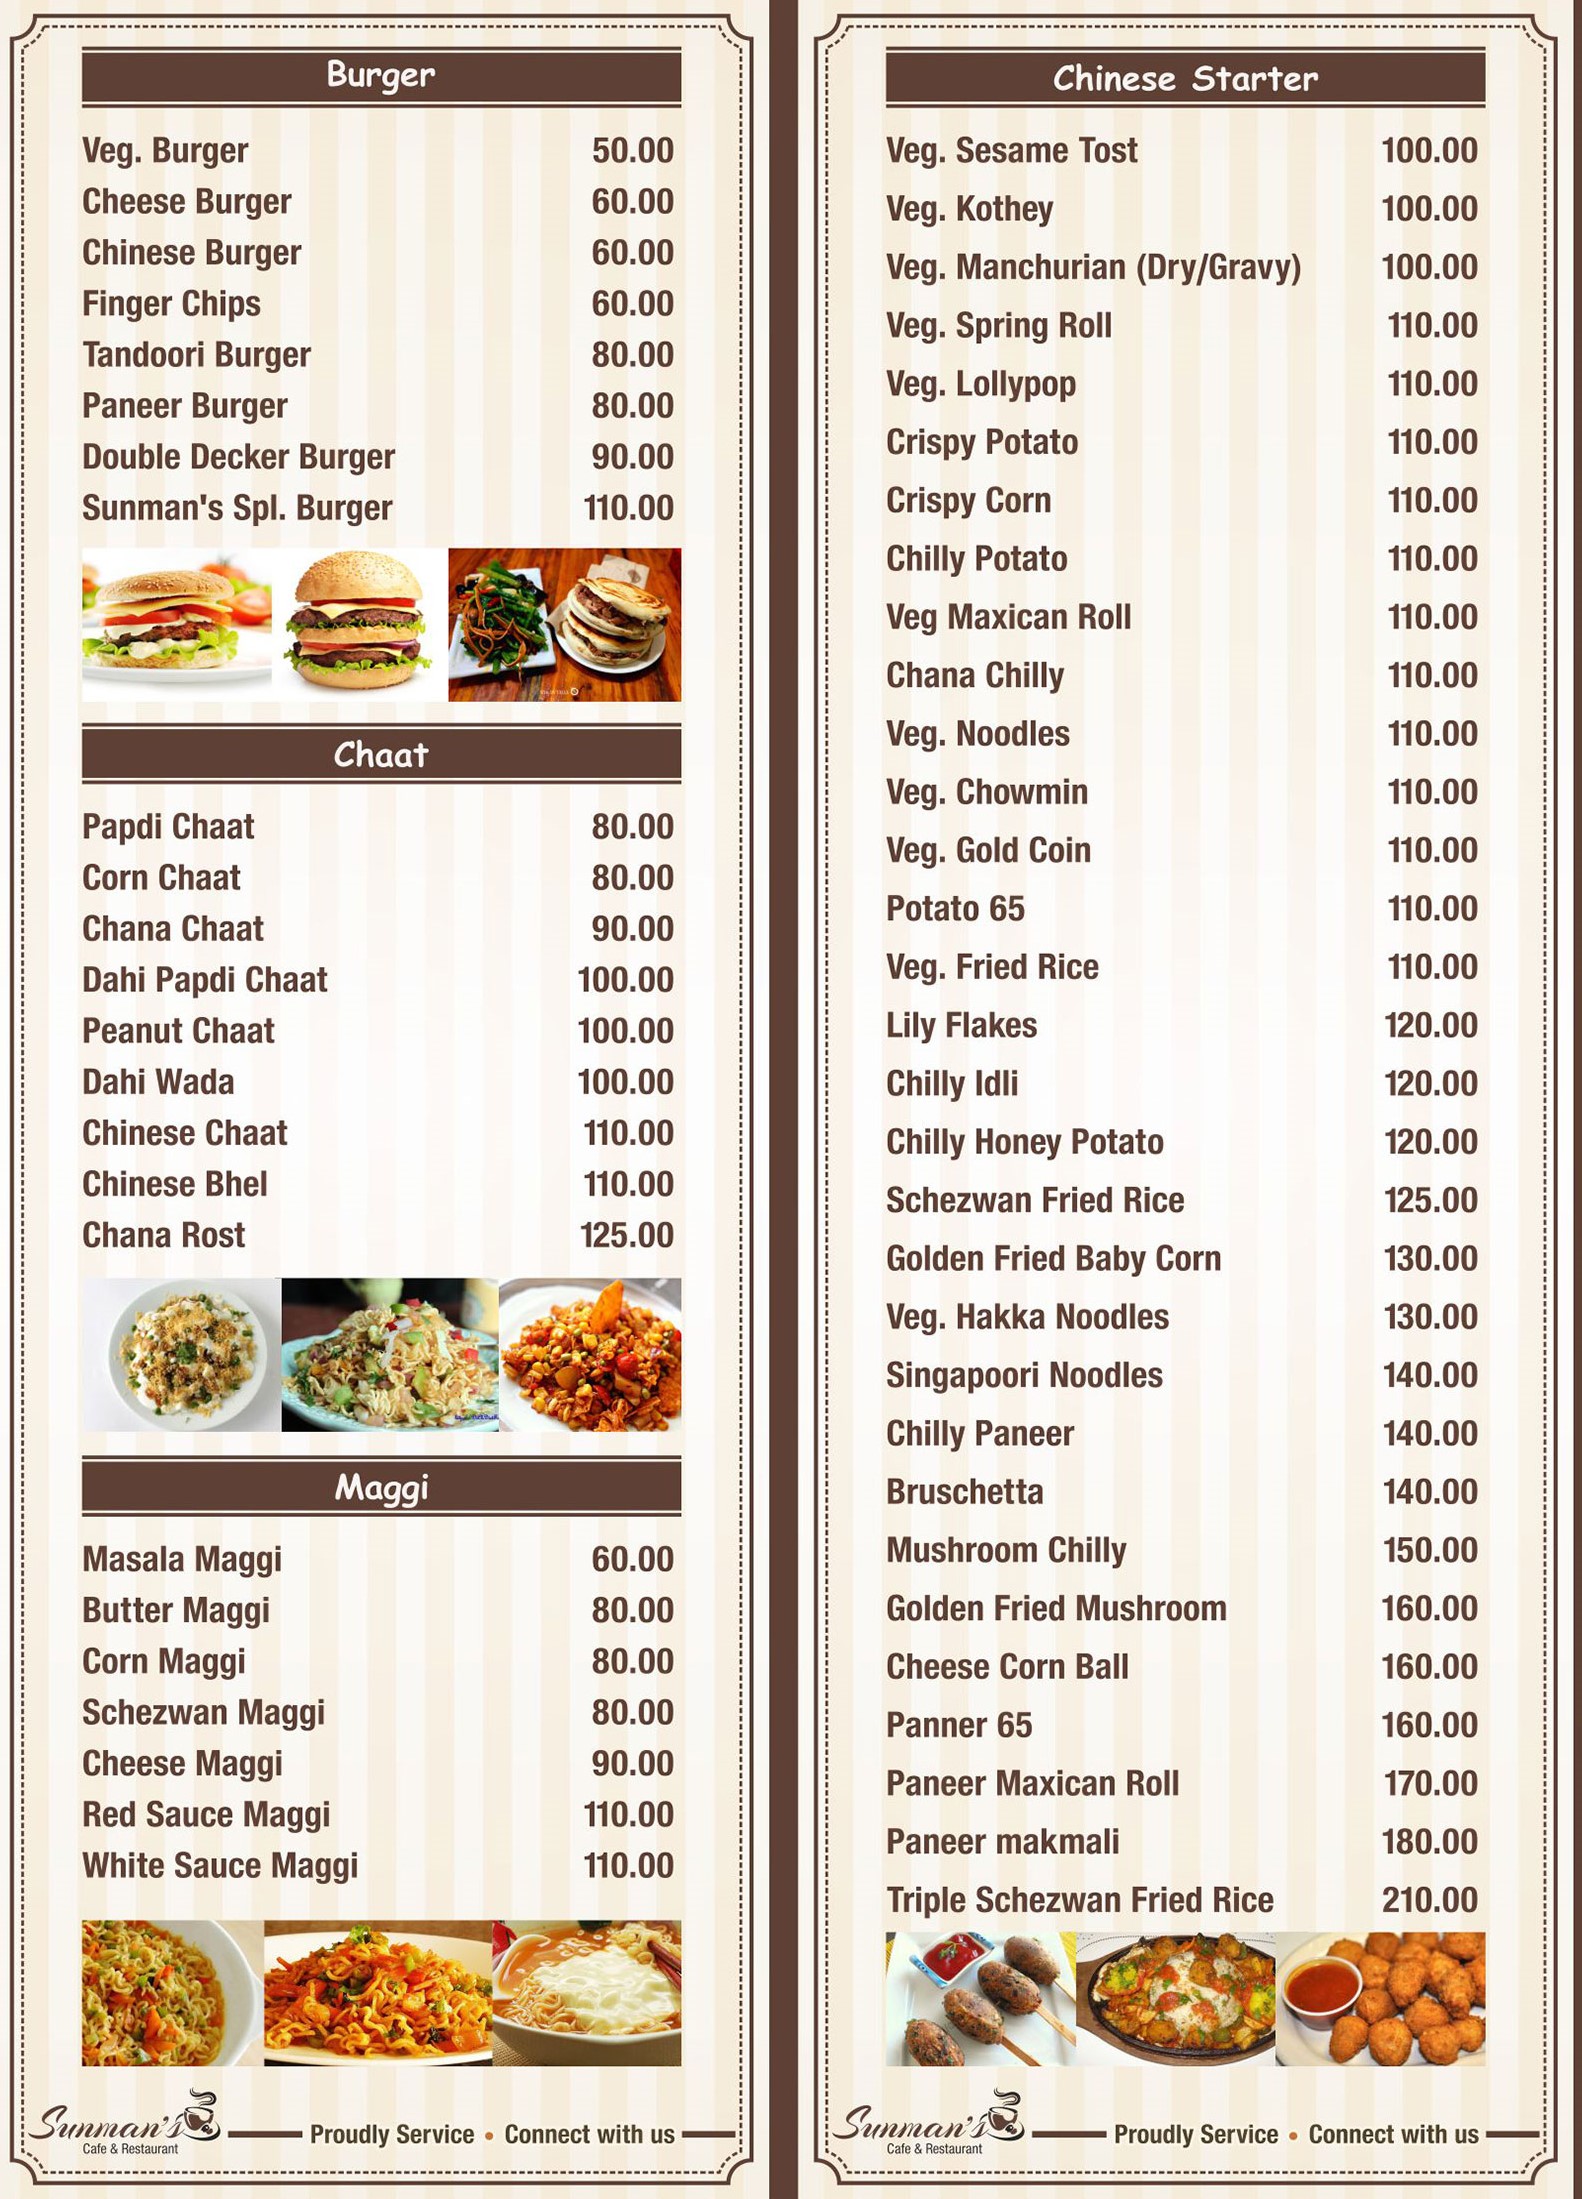 Burger
Veg. Burger 50.00
Cheese Burger 60.00
Chinese Burger 60.00
Finger Chips 60.00
Tandoori Burger 80.00
Paneer Burger 80.00
Double Decker Burger 90.00
Sunman's Spl. Burger 110.00
Chaat
Papdi Chaat 80.00
Corn Chaat 80.00
Chana Chaat 90.00
Dahi Papdi Chaat 100.00
Peanut Chaat 100.00
Dahi Wada 100.00
Chinese Chaat 110.00
Chinese Bhel 110.00
Chana Rost 125.00
Maggi
Masala Maggi 60.00
Butter Maggi 80.00
Corn Maggi 80.00
Schezwan Maggi 80.00
Cheese Maggi 90.00
Red Sauce Maggi 110.00
White Sauce Maggi 110.00
Sunman's
Cafe & Restaurant
Proudly Service • Connect with us
Chinese Starter
Veg. Sesame Tost 100.00
Veg. Kothey 100.00
Veg. Manchurian (Dry/Gravy) 100.00
Veg. Spring Roll 110.00
Veg. Lollypop 110.00
Crispy Potato 110.00
Crispy Corn 110.00
Chilly Potato 110.00
Veg Maxican Roll 110.00
Chana Chilly 110.00
Veg. Noodles 110.00
Veg. Chowmin 110.00
Veg. Gold Coin 110.00
Potato 65 110.00
Veg. Fried Rice 110.00
Lily Flakes 120.00
Chilly Idli 120.00
Chilly Honey Potato 120.00
Schezwan Fried Rice 125.00
Golden Fried Baby Corn 130.00
Veg. Hakka Noodles 130.00
Singapoori Noodles 140.00
Chilly Paneer 140.00
Bruschetta 140.00
Mushroom Chilly 150.00
Golden Fried Mushroom 160.00
Cheese Corn Ball 160.00
Panner 65 160.00
Paneer Maxican Roll 170.00
Paneer makmali 180.00
Triple Schezwan Fried Rice 210.00
Sunman's
Cafe & Restaurant
Proudly Service • Connect with us